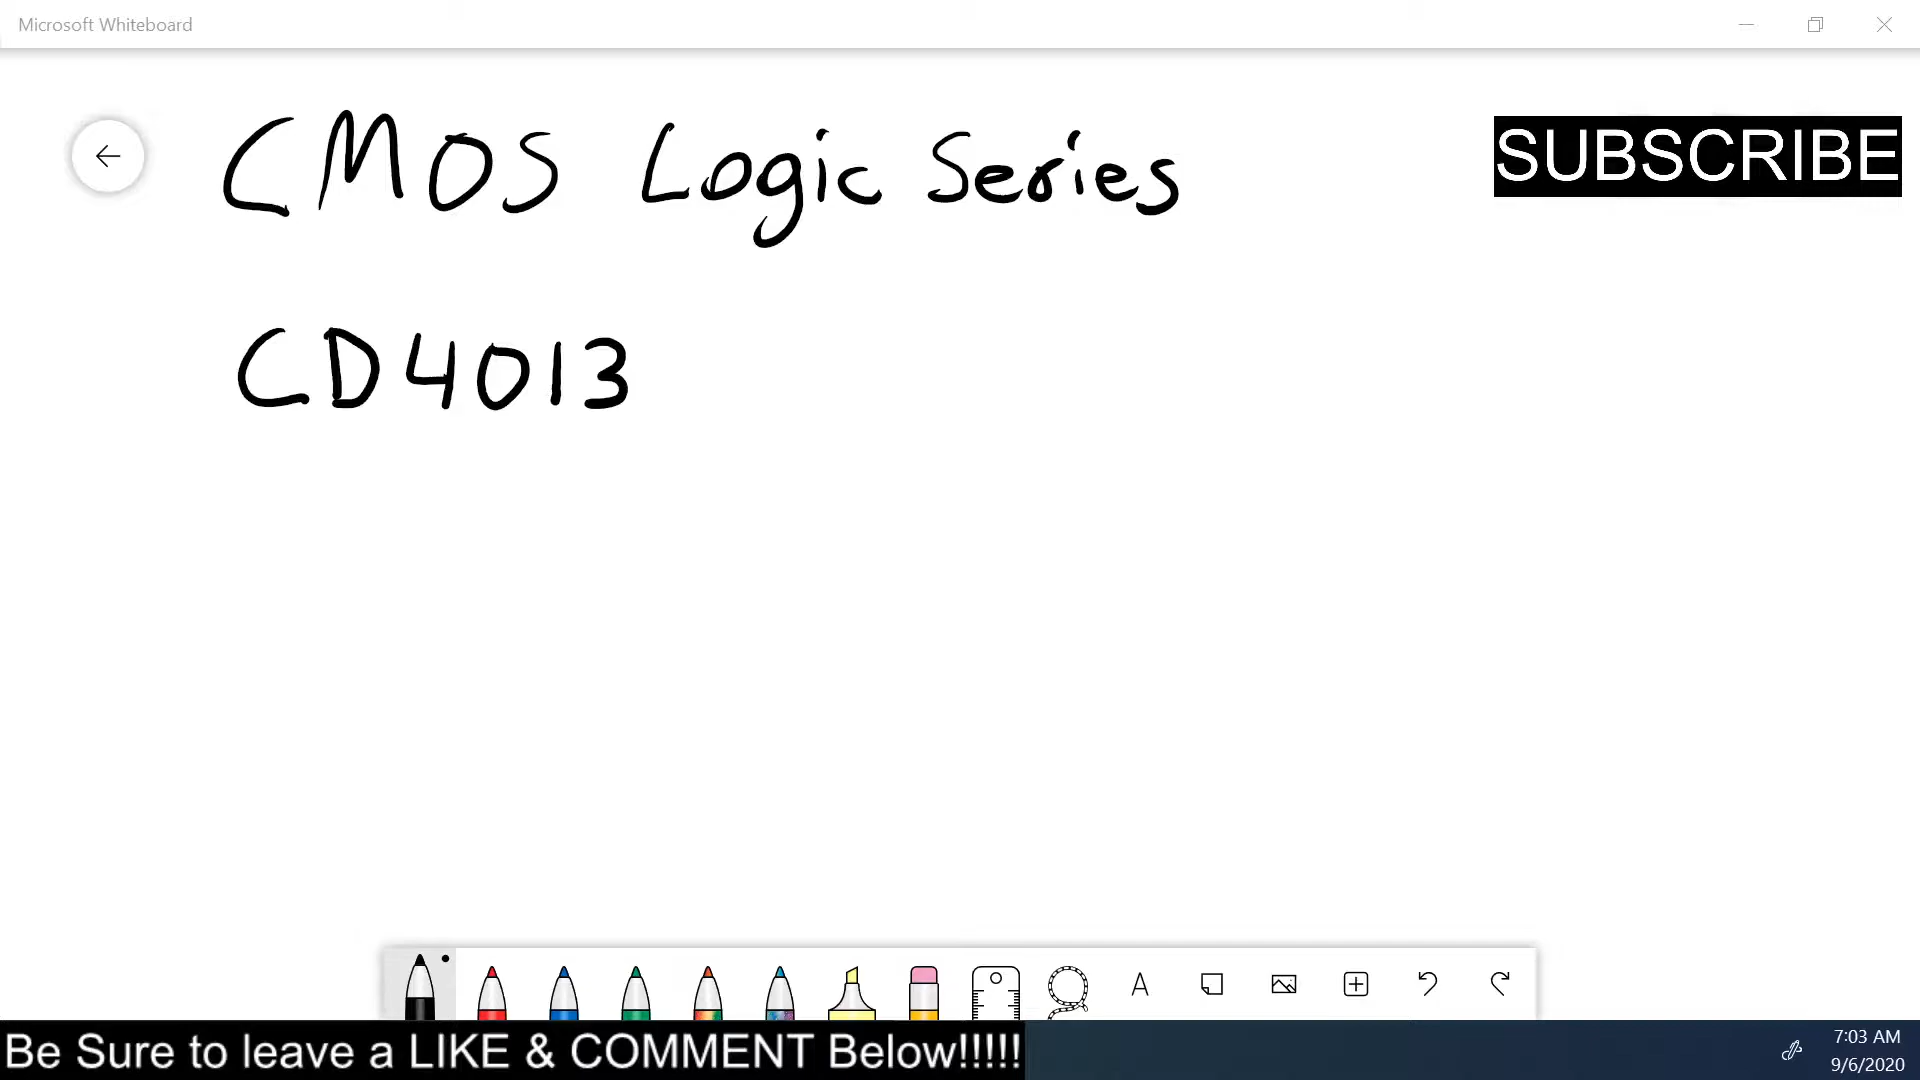 Microsoft Whiteboard
CMOS Logic Series
SUBSCRIBE
CD4013
A
Be Sure to leave a LIKE & COMMENT Below!!!!!
7:03 AM
9/6/2020